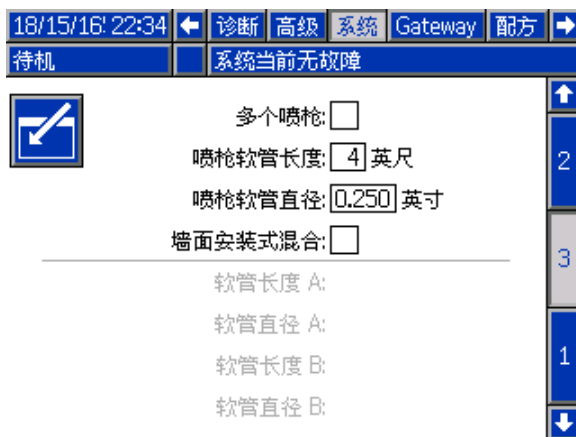 18/15/16 22:34 诊断 高级 系统 Gateway 配方
待机 系统当前无故障
多个喷枪:
喷枪软管长度: 4 英尺
2
喷枪软管直径: 0.250 英寸
墙面安装式混合:
3
软管长度 A:
软管直径 A:
软管长度 B:
1
软管直径 B: